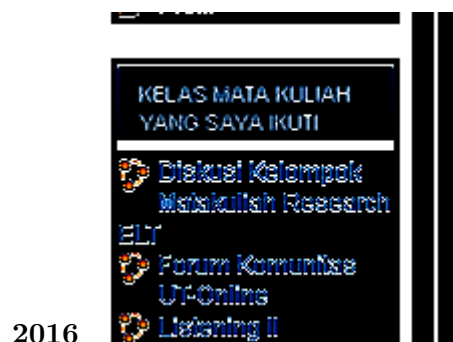 KELAS MATA KULIAH
YANG SAYA IKUTI
Diskusi Kelompok
Matakuliah Research
ELT
Forum Komunitas
UT-Online
2016
Listening II